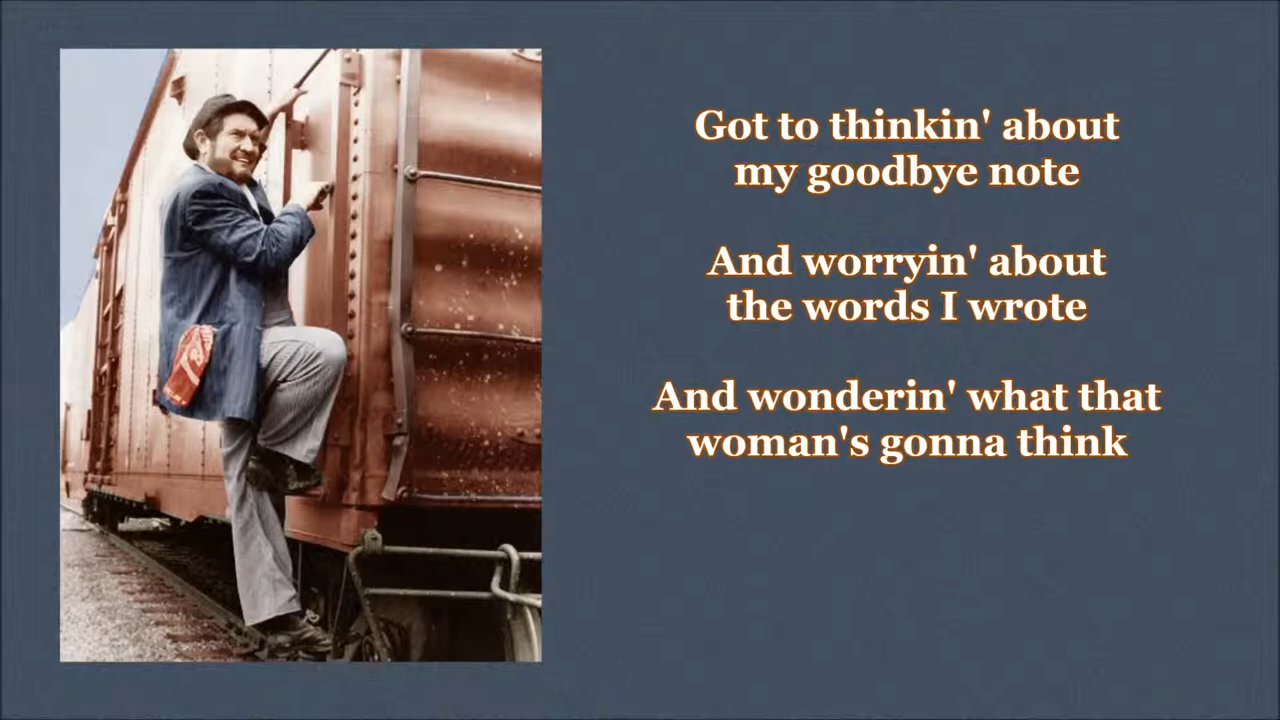 Got to thinkin' about
my goodbye note
And worryin' about
the words I wrote
And wonderin' what that
woman's gonna think